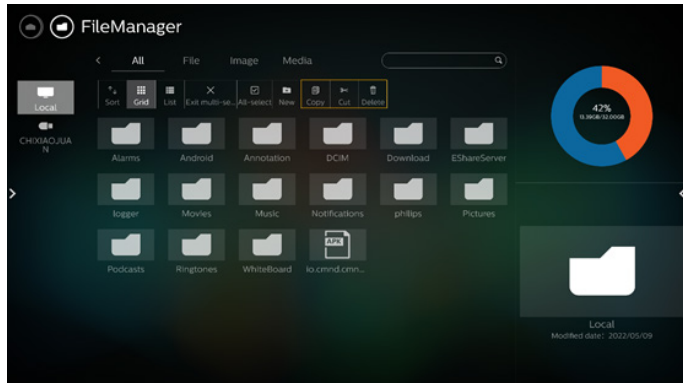 FileManager
All File Image Media
Local
CHIXIAOJUA
N
Sort Grid List Exit multi-se... All-select New Copy Cut Delete
Alarms Android Annotation DCIM Download EShareServer
logger Movies Music Notifications philips Pictures
Podcasts Ringtones WhiteBoard io.cmnd.cmn...
APK
42%
13.39GB/32.00GB
Local
Modified date: 2022/05/09